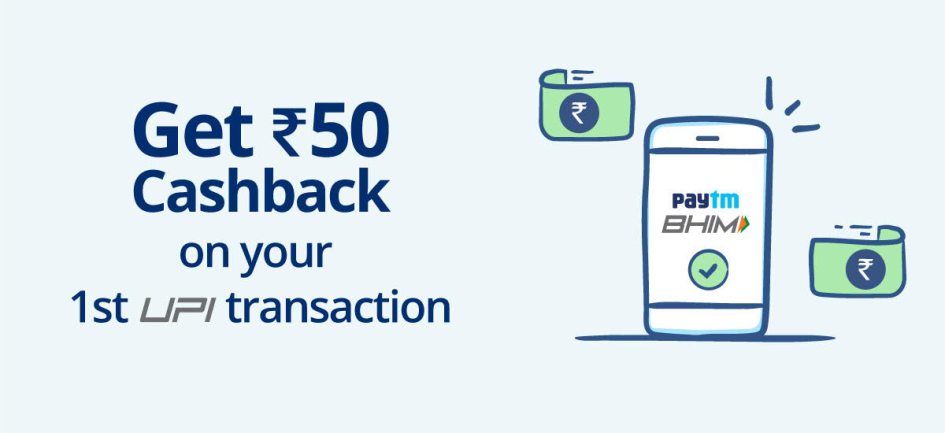 Get ₹50
Cashback
on your
1st UPI transaction
₹
paytm
BHIM
₹